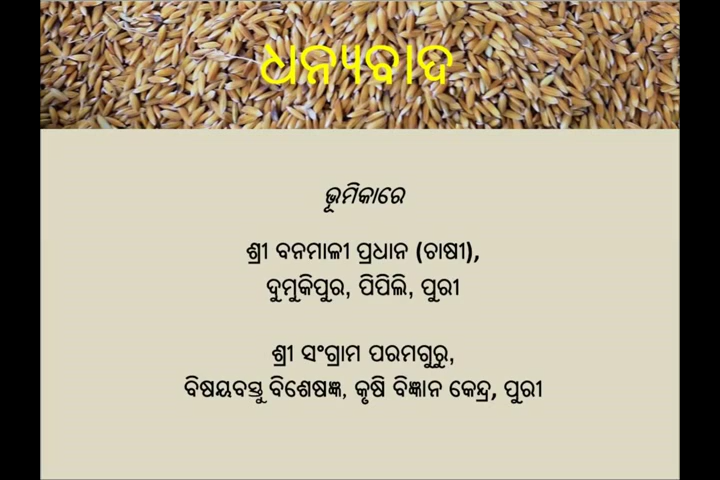 ଧନ୍ୟବାଦ
ଭୂମିକାରେ
ଶ୍ରୀ ବନମାଳୀ ପ୍ରଧାନ (ଚାଷୀ),
ଦୁମୁକିପୁର, ପିପିଲି, ପୁରୀ
ଶ୍ରୀ ସଂଗ୍ରାମ ପରମଗୁରୁ,
ବିଷୟବସ୍ତୁ ବିଶେଷଜ୍ଞ, କୃଷି ବିଜ୍ଞାନ କେନ୍ଦ୍ର, ପୁରୀ